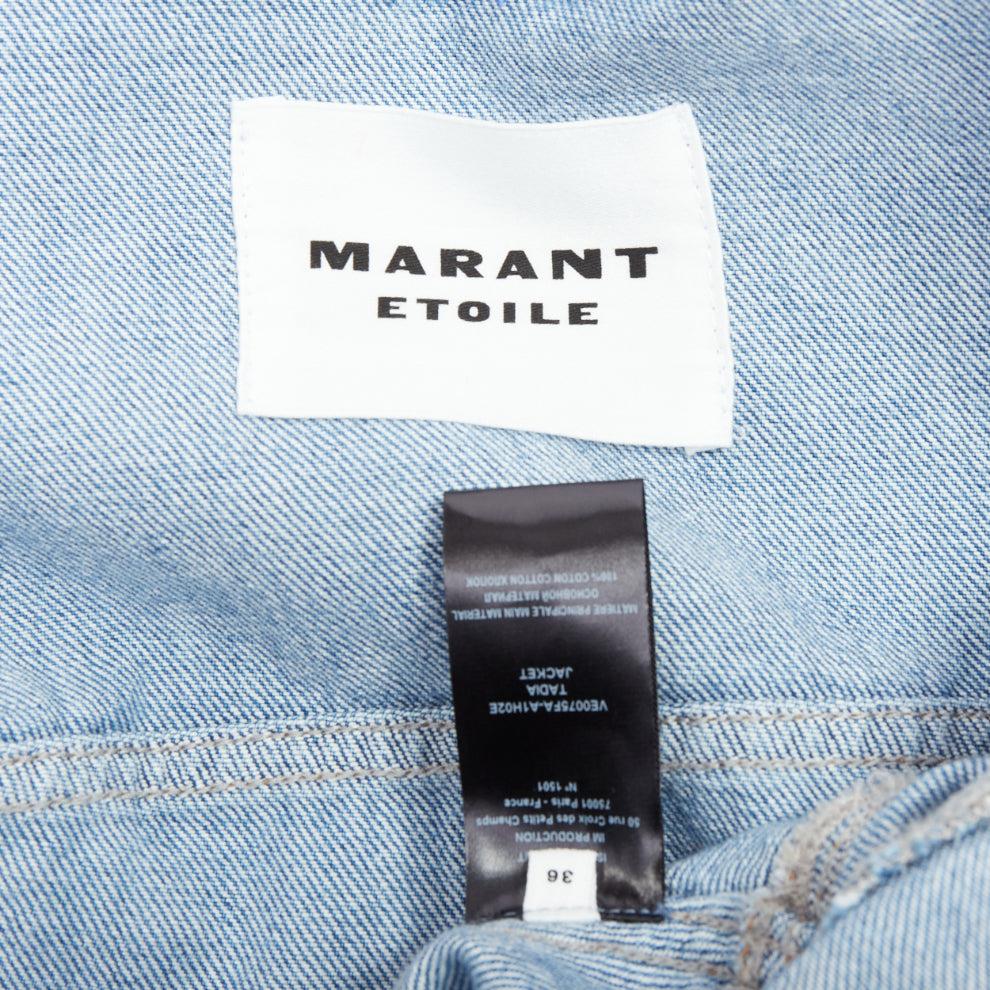 MARANT
ETOILE
36
IM PRODUCTION
50 rue Croix des Petits Champs
75001 Paris - France
N° 1501
VE0075FA-A1H02E
TADIA
JACKET
MATIERE PRINCIPALE MAIN MATERIAL
ОСНОВНОЙ МАТЕРИАЛ
100% COTON COTTON ХЛОПОК